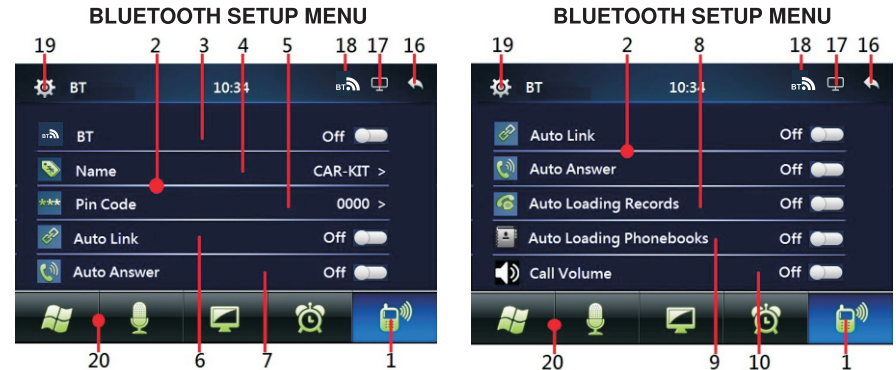 BLUETOOTH SETUP MENU
19 2 3 4 5 18 17 16
BT 10:34 BT
BT BT Off
Name CAR-KIT >
*** Pin Code 0000 >
Auto Link Off
Auto Answer Off
20 6 7 1
BLUETOOTH SETUP MENU
19 2 8 18 17 16
BT 10:34 BT
Auto Link Off
Auto Answer Off
Auto Loading Records Off
Auto Loading Phonebooks Off
Call Volume Off
20 9 10 1